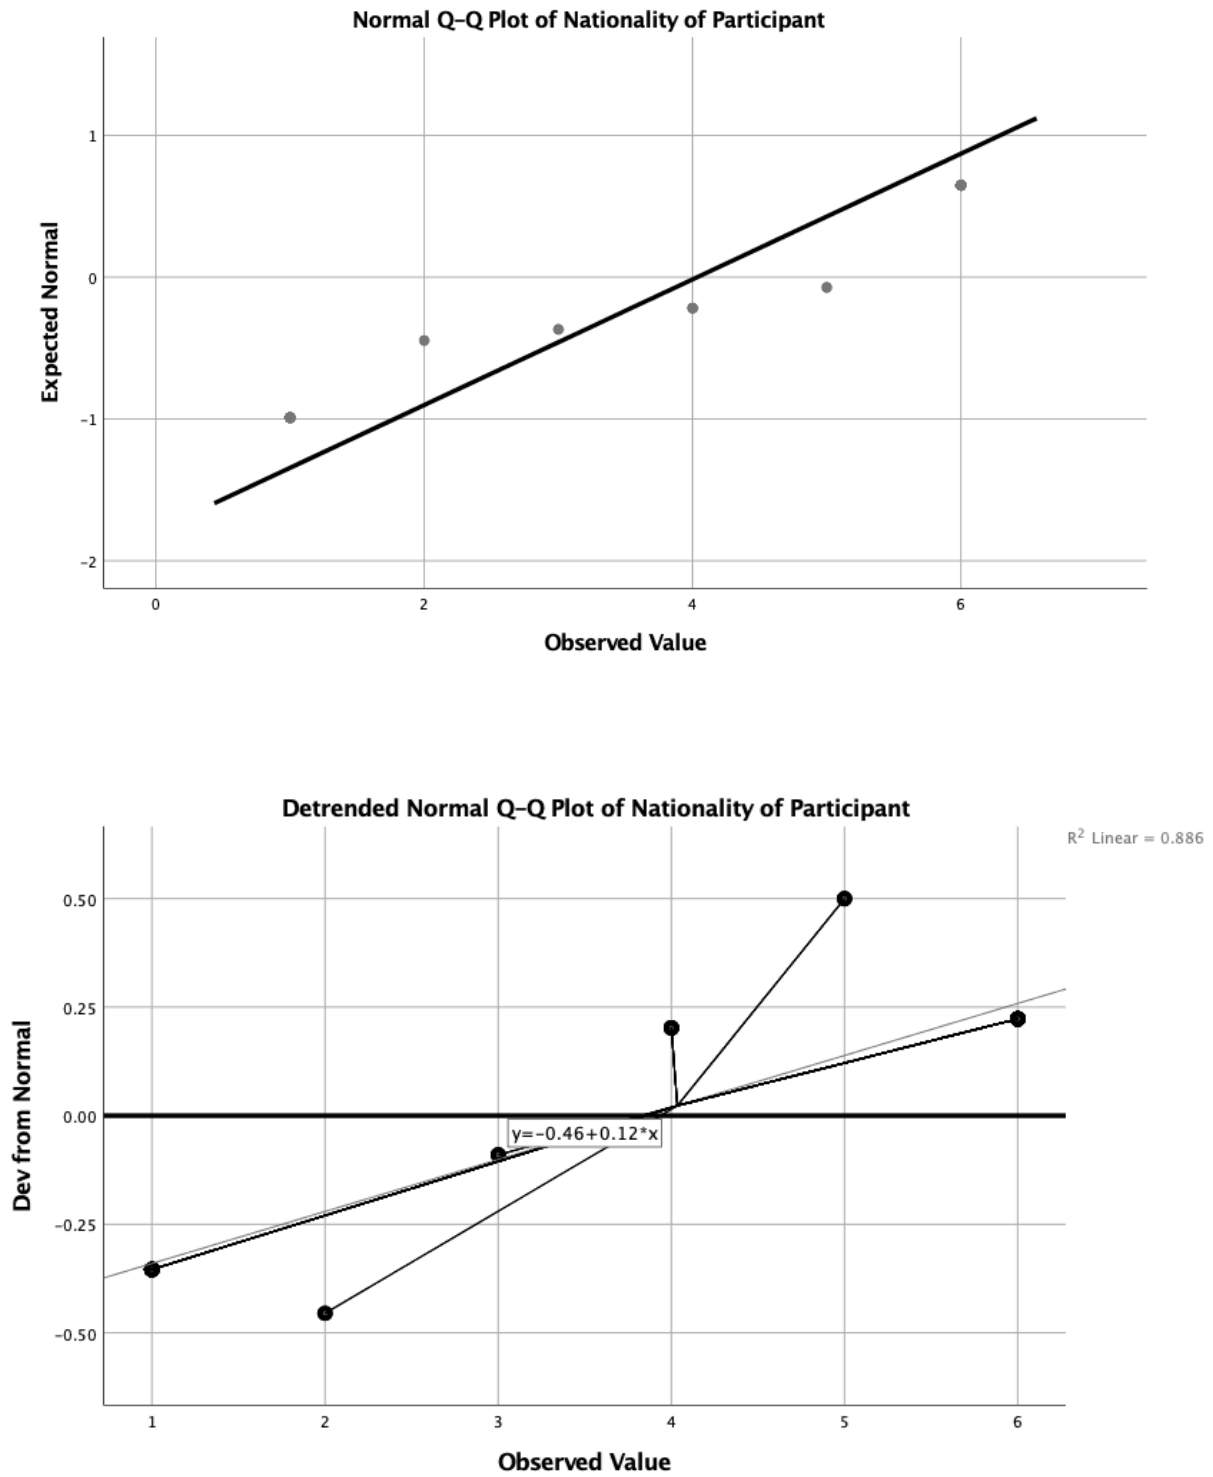 Normal Q-Q Plot of Nationality of Participant
1
0
-1
-2
Expected Normal
0 2 4 6
Observed Value
Detrended Normal Q-Q Plot of Nationality of Participant
R² Linear = 0.886
0.50
0.25
0.00
-0.25
-0.50
Dev from Normal
y=-0.46+0.12*x
1 2 3 4 5 6
Observed Value